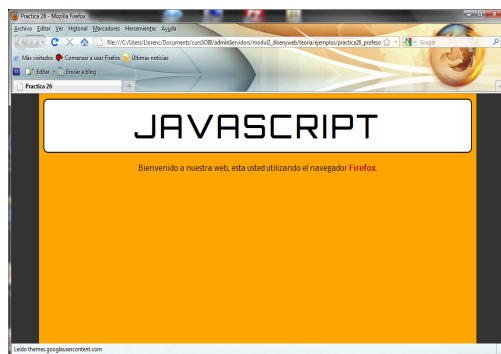 Practica 26 - Mozilla Firefox
Archivo Editar Ver Historial Marcadores Herramientas Ayuda
file:///C:/Users/Llorenc/Documents/curSOIB/adminServidors/modul2_disenyweb/teoria/ejemplos/practica26_profeso
Google
Más visitados Comenzar a usar Firefox Últimas noticias
Editar Enviar a blog
Practica 26
JAVASCRIPT
Bienvenido a nuestra web, esta usted utilizando el navegador Firefox.
Leído themes.googleusercontent.com